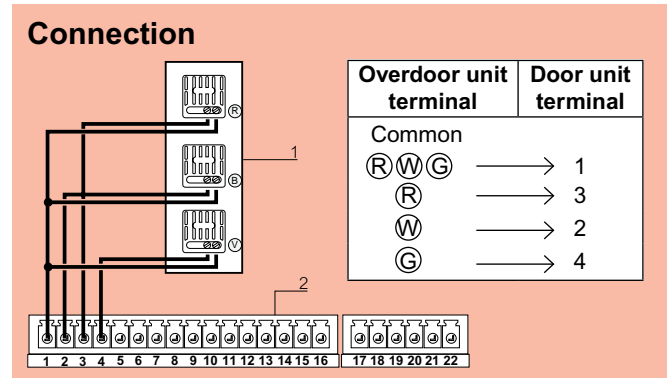 Connection
Overdoor unit terminal
Door unit terminal
Common
R W G → 1
R → 3
W → 2
G → 4
R
B
V
1
2
1 2 3 4 5 6 7 8 9 10 11 12 13 14 15 16
17 18 19 20 21 22